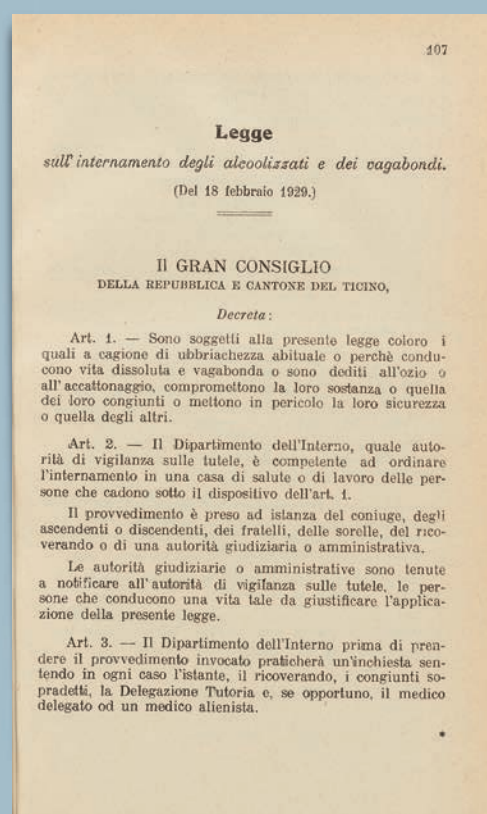 107
Legge
sull'internamento degli alcoolizzati e dei vagabondi.
(Del 18 febbraio 1929.)
Il GRAN CONSIGLIO
DELLA REPUBBLICA E CANTONE DEL TICINO,
Decreta:
Art. 1. — Sono soggetti alla presente legge coloro i
quali a cagione di ubbriachezza abituale o perchè condu-
cono vita dissoluta e vagabonda o sono dediti all'ozio o
all'accattonaggio, compromettono la loro sostanza o quella
dei loro congiunti o mettono in pericolo la loro sicurezza
o quella degli altri.
Art. 2. — Il Dipartimento dell'Interno, quale auto-
rità di vigilanza sulle tutele, è competente ad ordinare
l'internamento in una casa di salute o di lavoro delle per-
sone che cadono sotto il dispositivo dell'art. 1.
Il provvedimento è preso ad istanza del coniuge, degli
ascendenti o discendenti, dei fratelli, delle sorelle, del rico-
verando o di una autorità giudiziaria o amministrativa.
Le autorità giudiziarie o amministrative sono tenute
a notificare all'autorità di vigilanza sulle tutele, le per-
sone che conducono una vita tale da giustificare l'applica-
zione della presente legge.
Art. 3. — Il Dipartimento dell'Interno prima di pren-
dere il provvedimento invocato praticherà un'inchiesta sen-
tendo in ogni caso l'istante, il ricoverando, i congiunti so-
pradetti, la Delegazione Tutoria e, se opportuno, il medico
delegato od un medico alienista.
*